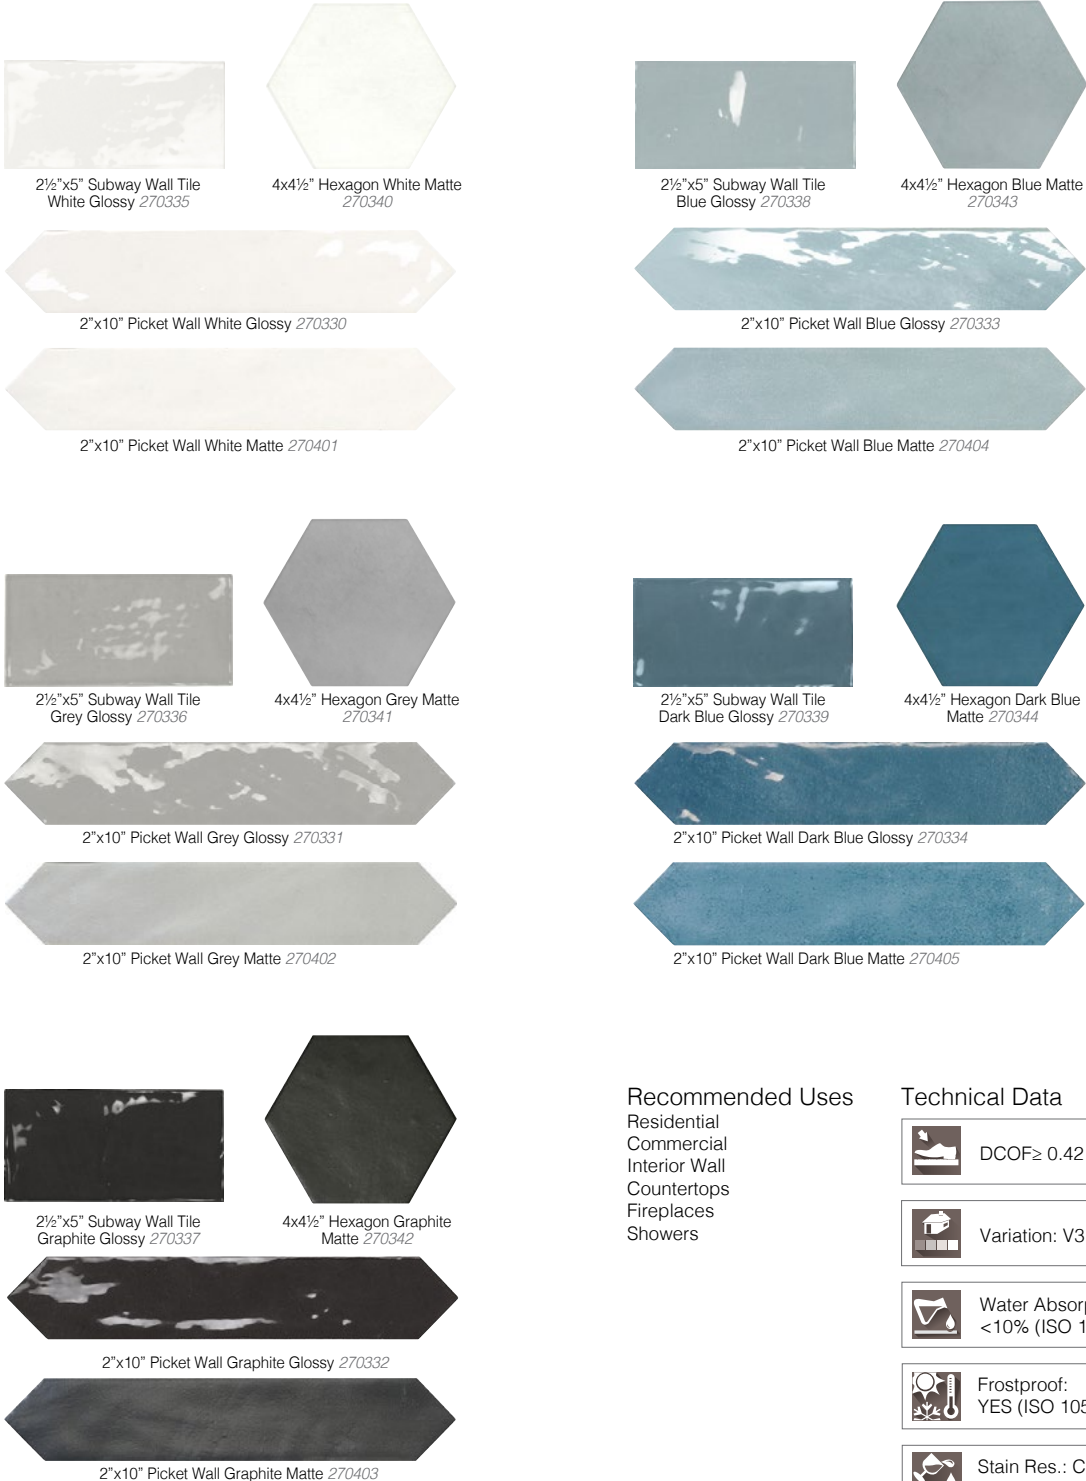 2½"x5" Subway Wall Tile
White Glossy 270335
4x4½" Hexagon White Matte
270340
2"x10" Picket Wall White Glossy 270330
2"x10" Picket Wall White Matte 270401
2½"x5" Subway Wall Tile
Blue Glossy 270338
4x4½" Hexagon Blue Matte
270343
2"x10" Picket Wall Blue Glossy 270333
2"x10" Picket Wall Blue Matte 270404
2½"x5" Subway Wall Tile
Grey Glossy 270336
4x4½" Hexagon Grey Matte
270341
2"x10" Picket Wall Grey Glossy 270331
2"x10" Picket Wall Grey Matte 270402
2½"x5" Subway Wall Tile
Dark Blue Glossy 270339
4x4½" Hexagon Dark Blue
Matte 270344
2"x10" Picket Wall Dark Blue Glossy 270334
2"x10" Picket Wall Dark Blue Matte 270405
2½"x5" Subway Wall Tile
Graphite Glossy 270337
4x4½" Hexagon Graphite
Matte 270342
2"x10" Picket Wall Graphite Glossy 270332
2"x10" Picket Wall Graphite Matte 270403
Recommended Uses
Residential
Commercial
Interior Wall
Countertops
Fireplaces
Showers
Technical Data
DCOF≥ 0.42
Variation: V3
Water
<10% (ISO
Frostproof:
YES (ISO
Stain Res.: